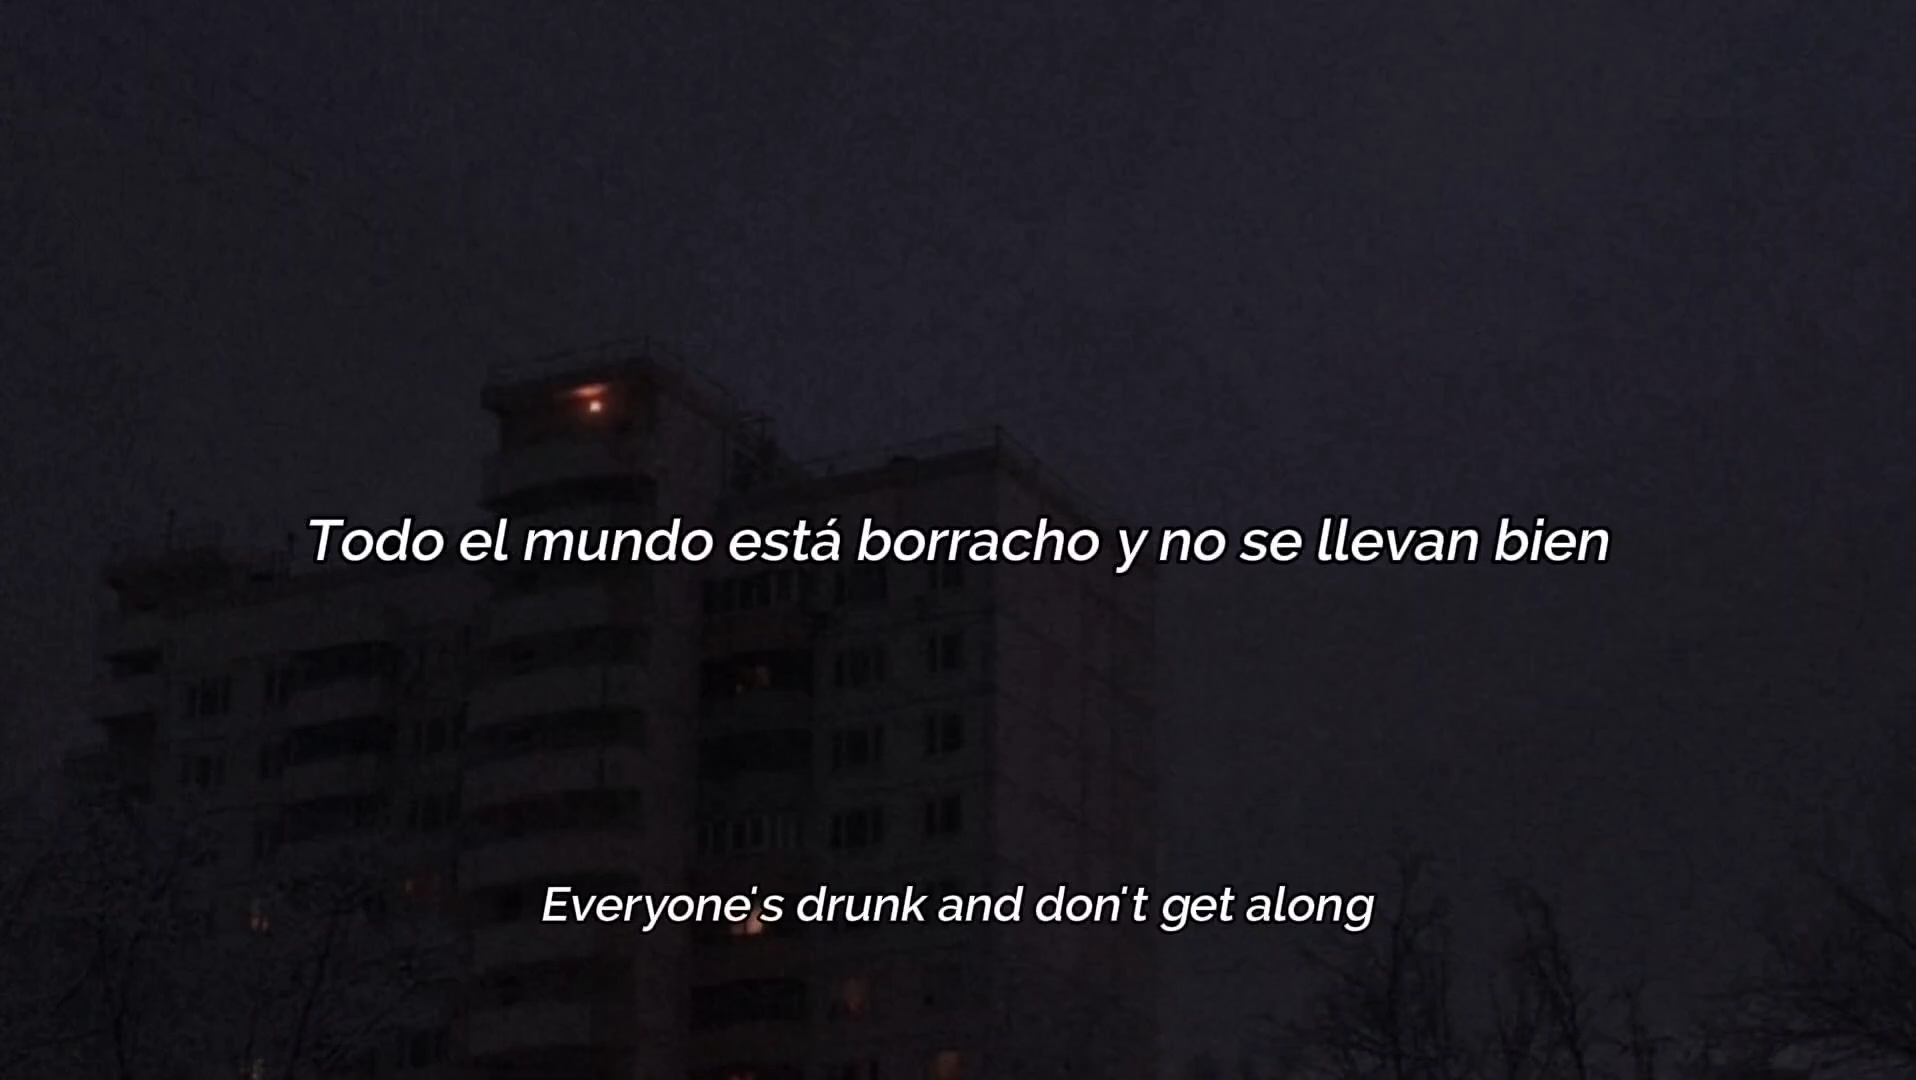 Todo el mundo está borracho y no se llevan bien
Everyone's drunk and don't get along